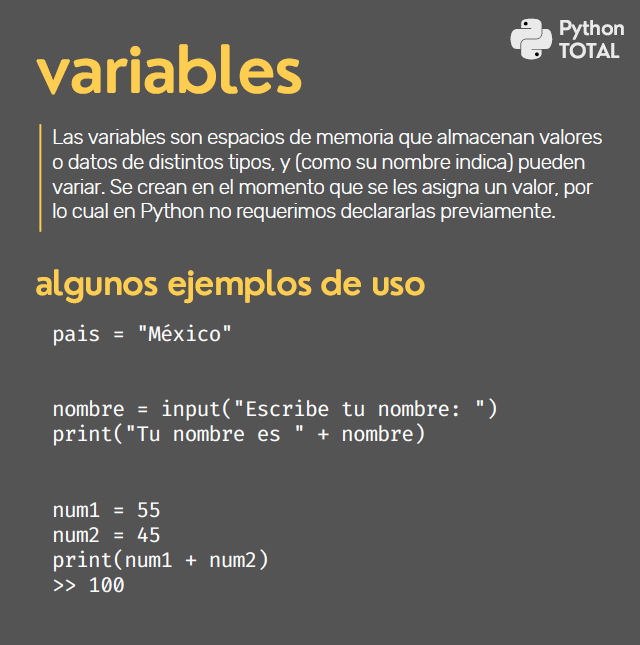 Python
TOTAL
variables
Las variables son espacios de memoria que almacenan valores
o datos de distintos tipos, y (como su nombre indica) pueden
variar. Se crean en el momento que se les asigna un valor, por
lo cual en Python no requerimos declararlas previamente.
algunos ejemplos de uso
pais = "México"
nombre = input("Escribe tu nombre: ")
print("Tu nombre es " + nombre)
num1 = 55
num2 = 45
print(num1 + num2)
>> 100